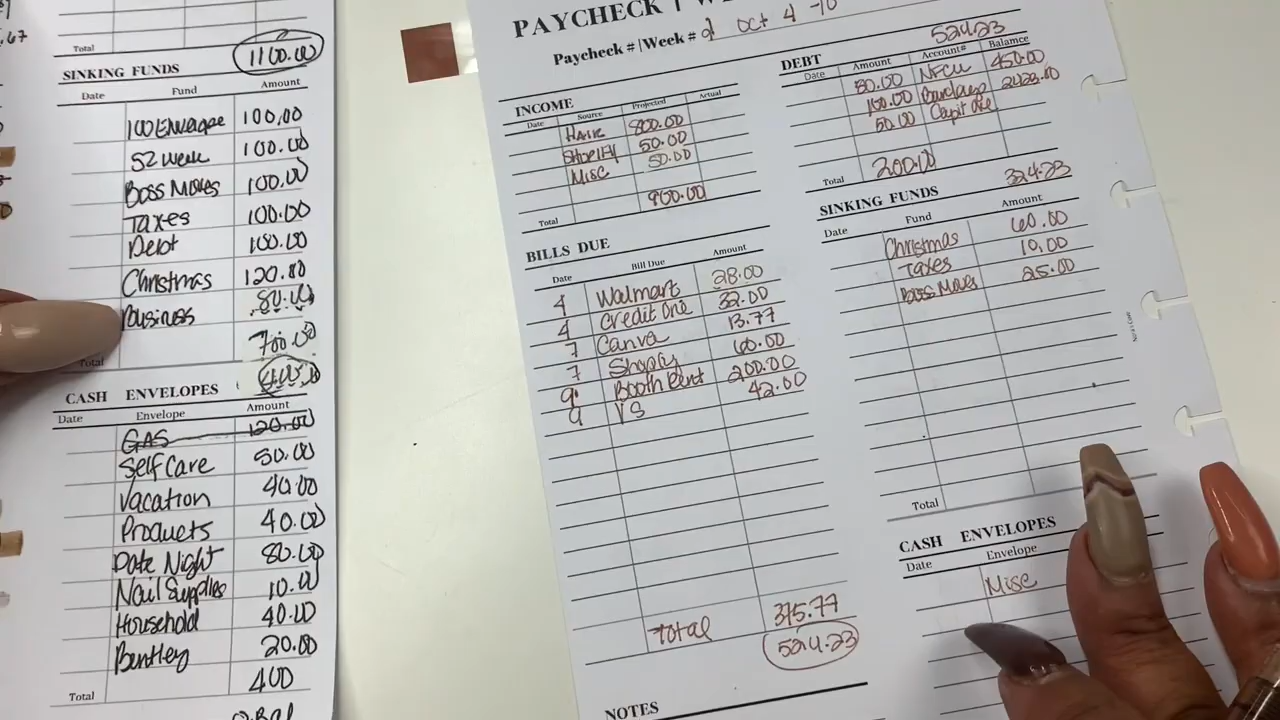 .67
Total
1100.00
SINKING FUNDS
Date Fund Amount
100 Envelope 100.00
52 week 100.00
Boss Moves 100.00
Taxes 100.00
Debt 100.00
Christmas 120.00
Business 80.00
700.00
Total
400.00
CASH ENVELOPES
Date Envelope Amount
GAS 120.00
Self Care 50.00
Vacation 40.00
Products 40.00
Date Night 80.00
Nail Supplies 10.00
Household 40.00
Bentley 20.00
Total 400
PAYCHECK
Paycheck # | Week # Oct 4 -10
INCOME
Date Source Projected Actual
HAIR 800.00
SHOPIFY 50.00
MISC 50.00
Total 900.00
BILLS DUE
Date Bill Due Amount
4 Walmart 28.00
4 Credit One 32.00
7 Canva 13.77
7 Shopify 60.00
9 Booth Rent 200.00
9 VS 42.00
TOTAL 375.77
524.23
NOTES
524.23
DEBT
Date Amount Account# Balance
50.00 NFCU 450.00
100.00 Barclays 2423.00
50.00 Capit One
Total 200.00
324.23
SINKING FUNDS
Date Fund Amount
Christmas 60.00
Taxes 10.00
Boss Moves 25.00
Total
CASH ENVELOPES
Date Envelope
Misc